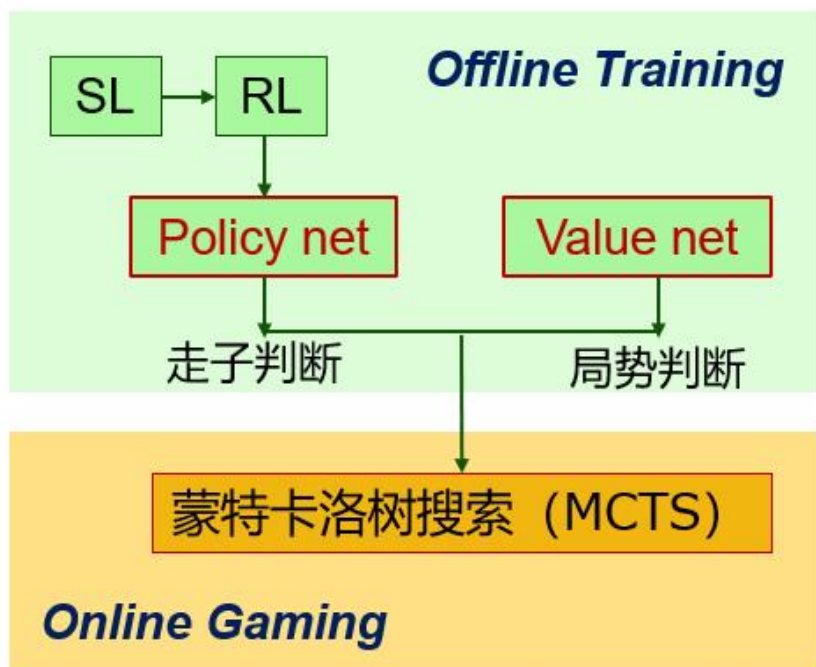 Offline Training
SL
RL
Policy net
Value net
走子判断
局势判断
蒙特卡洛树搜索（MCTS）
Online Gaming